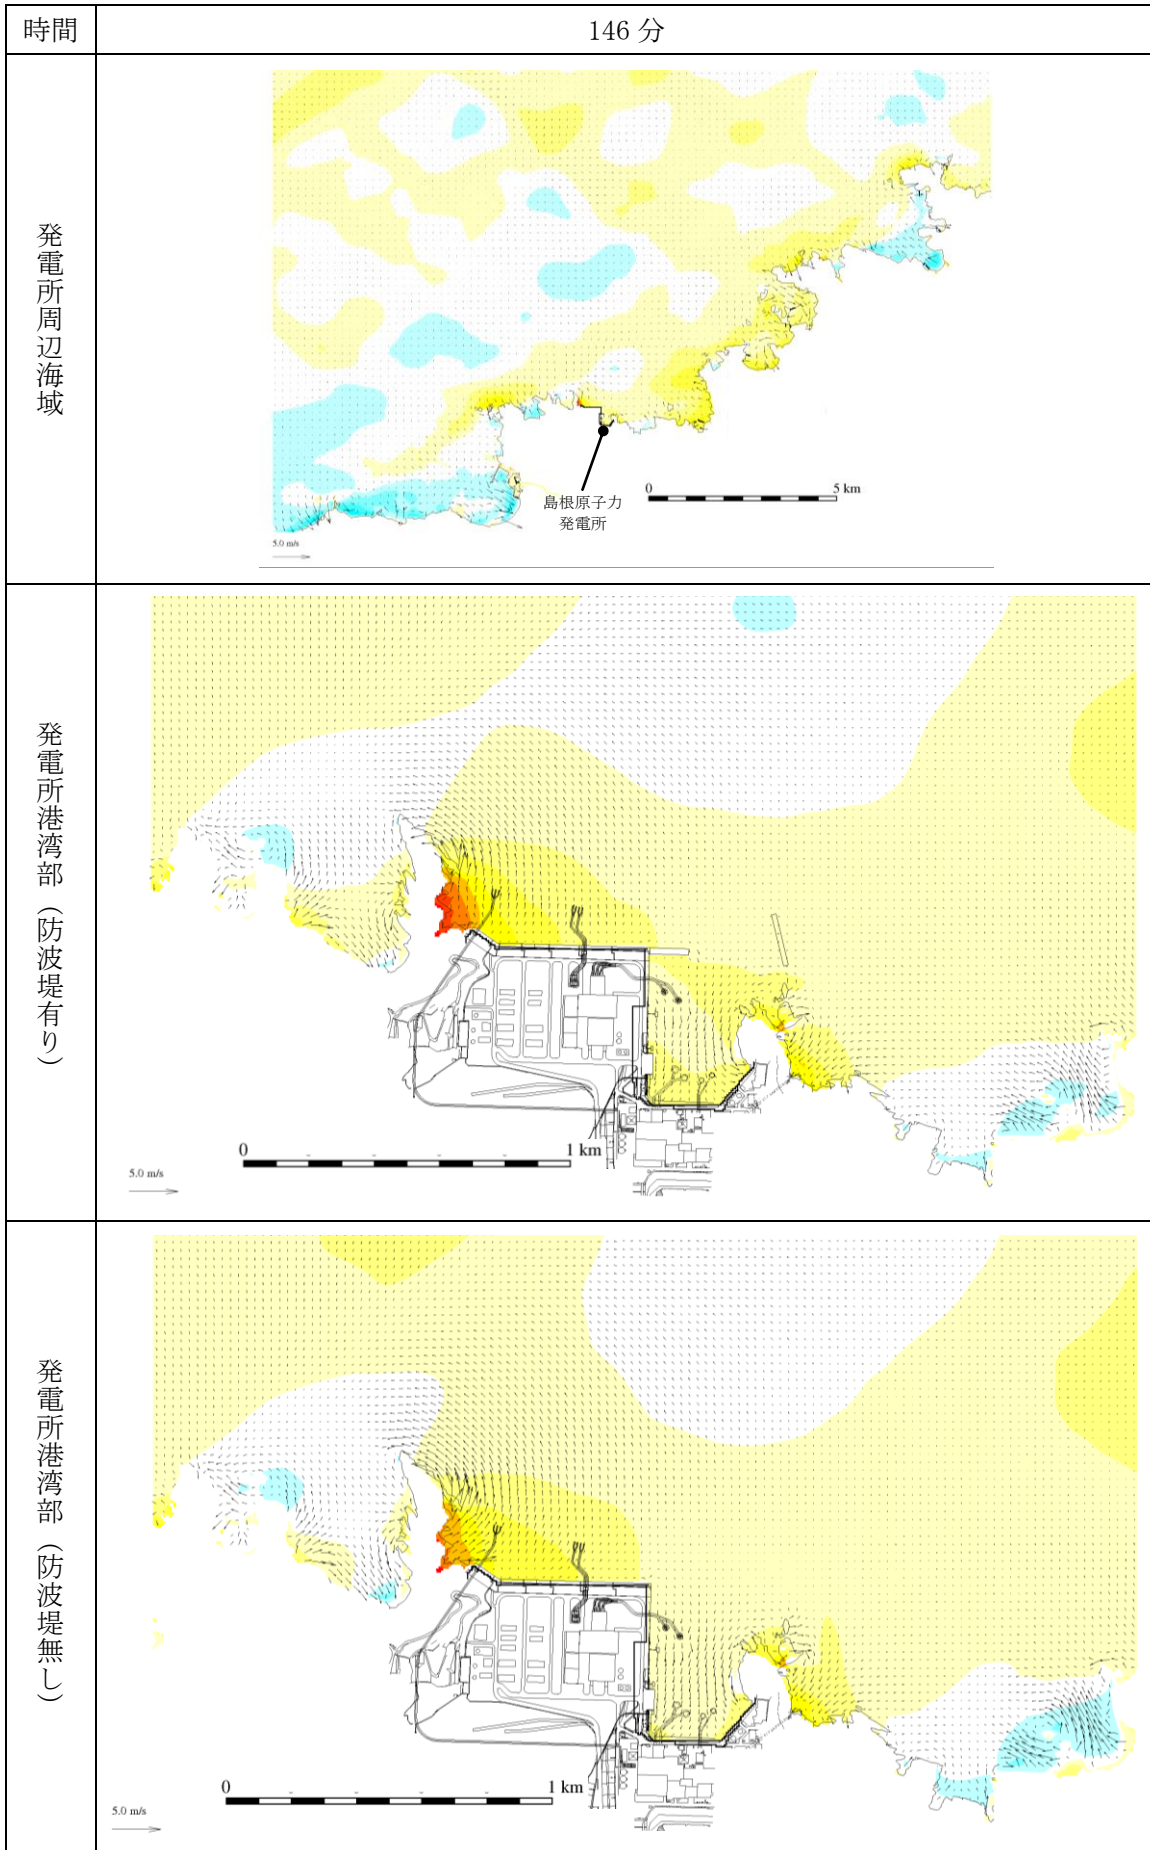 時間
146 分
発電所周辺海域
島根原子力
発電所
0
5 km
5.0 m/s
発電所港湾部（防波堤有り）
0
1 km
5.0 m/s
発電所港湾部（防波堤無し）
0
1 km
5.0 m/s